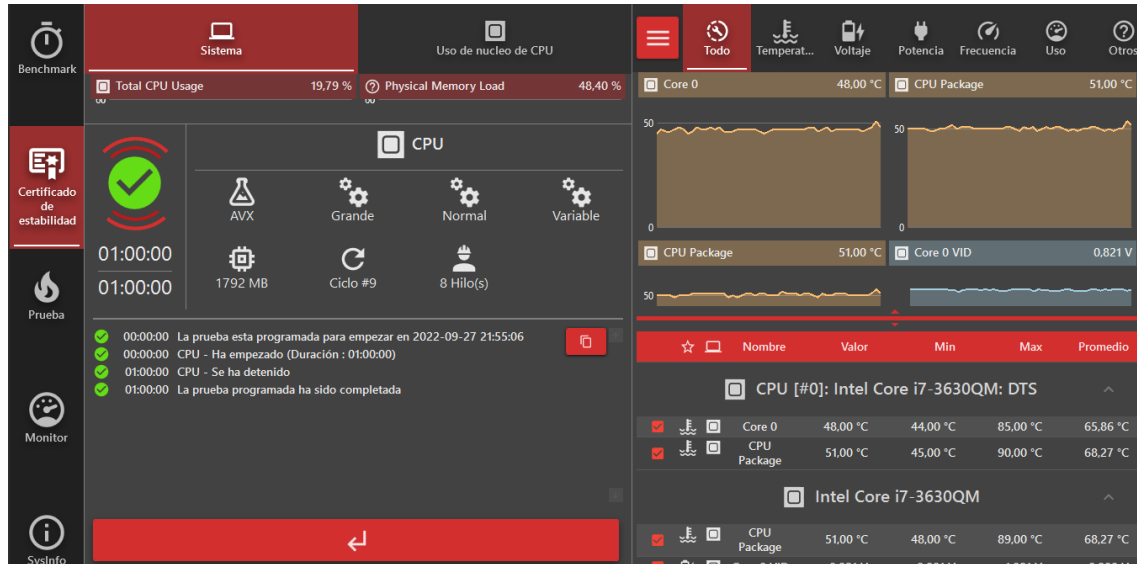 Benchmark
Certificado
de
estabilidad
Prueba
Monitor
SysInfo
Sistema
Uso de nucleo de CPU
Total CPU Usage 19,79 %
Physical Memory Load 48,40 %
CPU
AVX
Grande
Normal
Variable
01:00:00
01:00:00
1792 MB
Ciclo #9
8 Hilo(s)
00:00:00 La prueba esta programada para empezar en 2022-09-27 21:55:06
00:00:00 CPU - Ha empezado (Duración : 01:00:00)
01:00:00 CPU - Se ha detenido
01:00:00 La prueba programada ha sido completada
Todo
Temperat...
Voltaje
Potencia
Frecuencia
Uso
Otros
Core 0 48,00 °C
CPU Package 51,00 °C
50
0
50
0
CPU Package 51,00 °C
Core 0 VID 0,821 V
50
Nombre Valor Min Max Promedio
CPU [#0]: Intel Core i7-3630QM: DTS
Core 0 48,00 °C 44,00 °C 85,00 °C 65,86 °C
CPU
Package 51,00 °C 45,00 °C 90,00 °C 68,27 °C
Intel Core i7-3630QM
CPU
Package 51,00 °C 48,00 °C 89,00 °C 68,27 °C